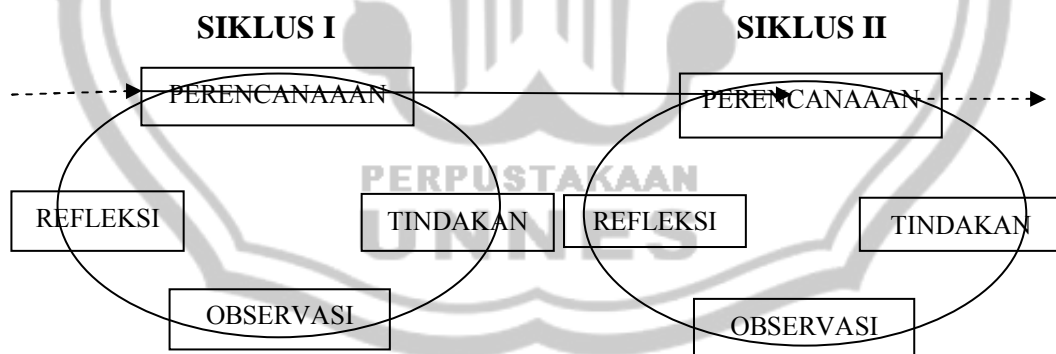 SIKLUS I
SIKLUS II
PERENCANAAAN
PERENCANAAAN
PERPUSTAKAAN
UNNES
REFLEKSI
TINDAKAN
REFLEKSI
TINDAKAN
OBSERVASI
OBSERVASI